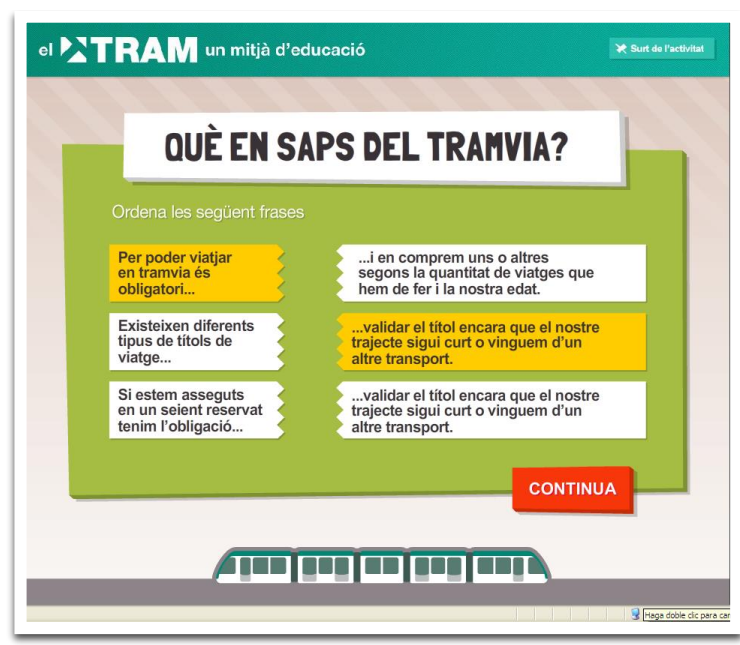 el TRAM un mitjà d'educació
Surt de l'activitat
QUÈ EN SAPS DEL TRAMVIA?
Ordena les següent frases
Per poder viatjar
en tramvia és
obligatori...
...i en comprem uns o altres
segons la quantitat de viatges que
hem de fer i la nostra edat.
Existeixen diferents
tipus de títols de
viatge...
...validar el títol encara que el nostre
trajecte sigui curt o vinguem d'un
altre transport.
Si estem asseguts
en un seient reservat
tenim l'obligació...
...validar el títol encara que el nostre
trajecte sigui curt o vinguem d'un
altre transport.
CONTINUA
Haga doble clic para car